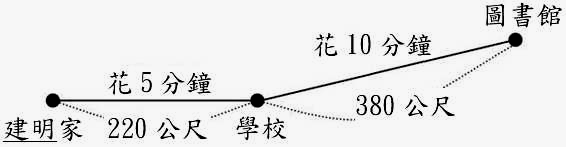 圖書館
花 10 分鐘
花 5 分鐘
380 公尺
建明家
220 公尺
學校